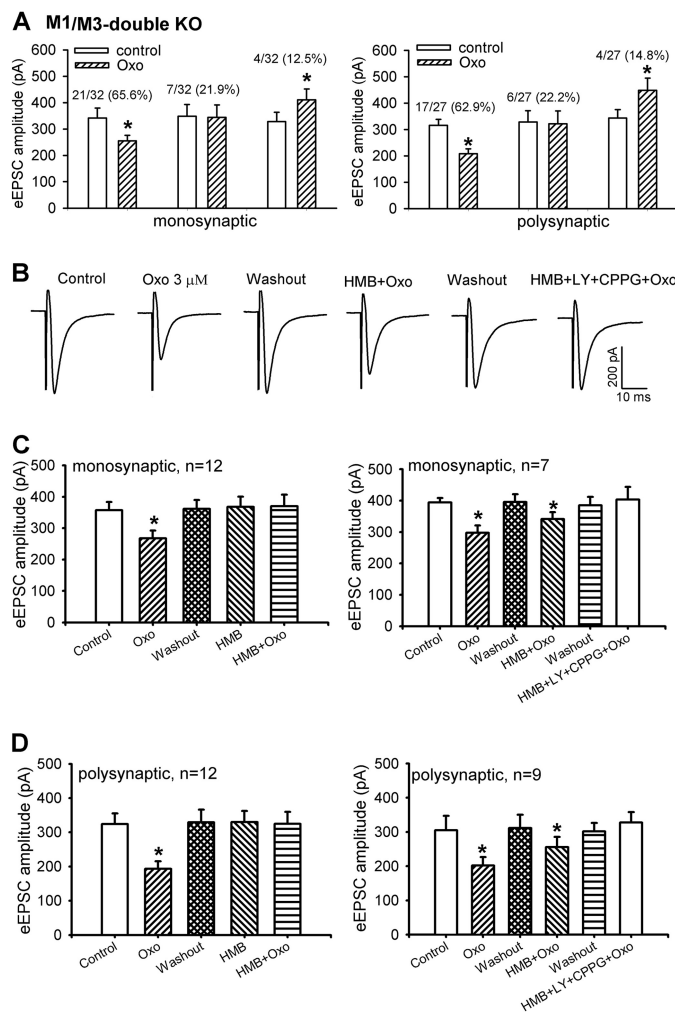 A M1/M3-double KO
eEPSC amplitude (pA)
600
500
400
300
200
100
0
control
Oxo
21/32 (65.6%)
7/32 (21.9%)
4/32 (12.5%)
*
*
monosynaptic
eEPSC amplitude (pA)
600
500
400
300
200
100
0
control
Oxo
17/27 (62.9%)
6/27 (22.2%)
4/27 (14.8%)
*
*
polysynaptic
B
Control
Oxo 3 μM
Washout
HMB+Oxo
Washout
HMB+LY+CPPG+Oxo
200 pA
10 ms
C
eEPSC amplitude (pA)
500
400
300
200
100
0
monosynaptic, n=12
*
Control
Oxo
Washout
HMB
HMB+Oxo
eEPSC amplitude (pA)
500
400
300
200
100
0
monosynaptic, n=7
*
*
Control
Oxo
Washout
HMB+Oxo
Washout
HMB+LY+CPPG+Oxo
D
eEPSC amplitude (pA)
500
400
300
200
100
0
polysynaptic, n=12
*
Control
Oxo
Washout
HMB
HMB+Oxo
eEPSC amplitude (pA)
500
400
300
200
100
0
polysynaptic, n=9
*
*
Control
Oxo
Washout
HMB+Oxo
Washout
HMB+LY+CPPG+Oxo